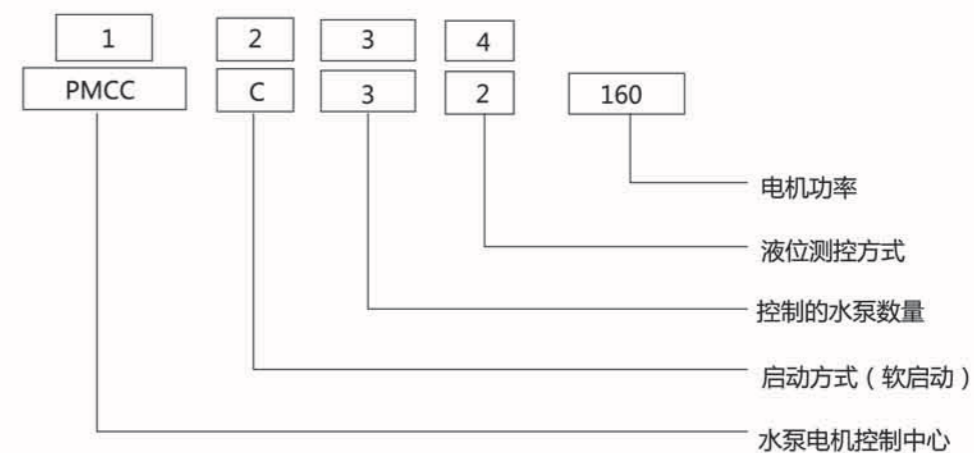 1 2 3 4
PMCC C 3 2 160
电机功率
液位测控方式
控制的水泵数量
启动方式（软启动）
水泵电机控制中心